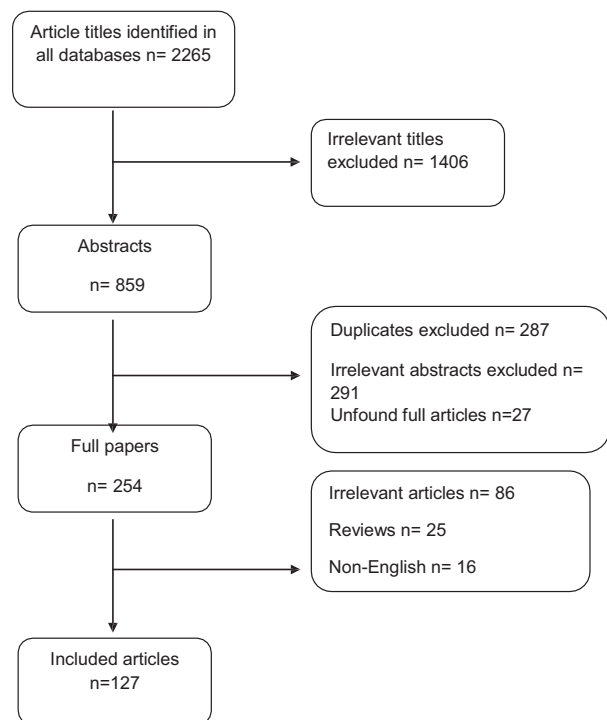 Article titles identified in
all databases n= 2265
Irrelevant titles
excluded n= 1406
Abstracts
n= 859
Duplicates excluded n= 287
Irrelevant abstracts excluded n=
291
Unfound full articles n=27
Full papers
n= 254
Irrelevant articles n= 86
Reviews n= 25
Non-English n= 16
Included articles
n=127